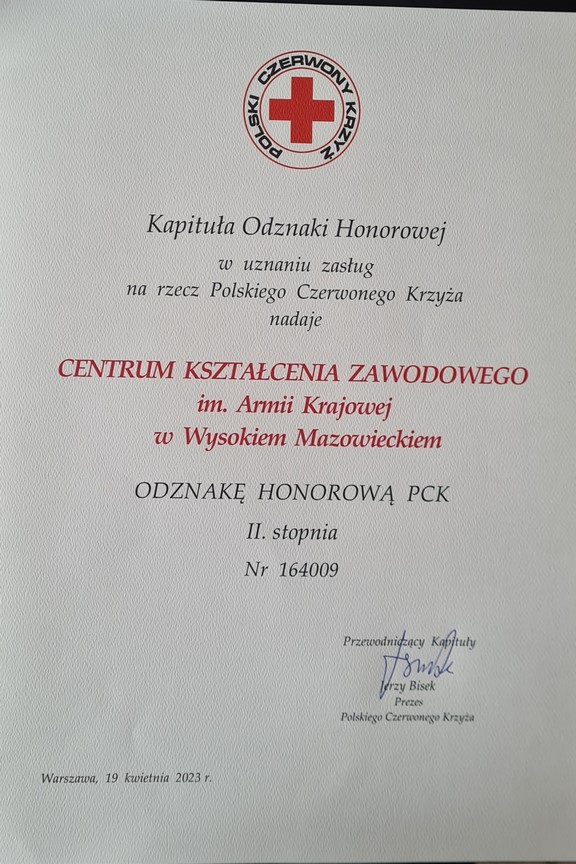 POLSKI CZERWONY KRZYŻ
Kapituła Odznaki Honorowej
w uznaniu zasług
na rzecz Polskiego Czerwonego Krzyża
nadaje
CENTRUM KSZTAŁCENIA ZAWODOWEGO
im. Armii Krajowej
w Wysokiem Mazowieckiem
ODZNAKĘ HONOROWĄ PCK
II. stopnia
Nr 164009
Przewodniczący Kapituły
Jerzy Bisek
Prezes
Polskiego Czerwonego Krzyża
Warszawa, 19 kwietnia 2023 r.